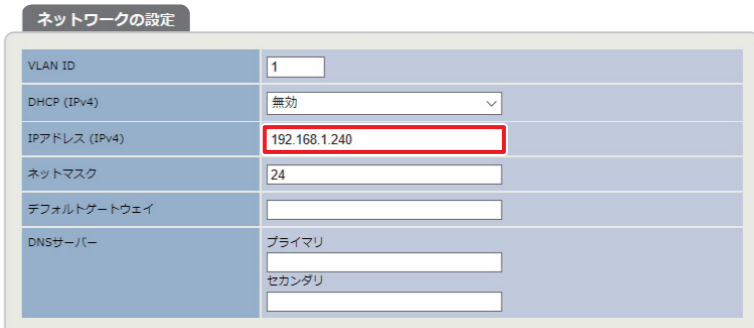 ネットワークの設定
VLAN ID 1
DHCP (IPv4) 無効
IPアドレス (IPv4) 192.168.1.240
ネットマスク 24
デフォルトゲートウェイ
DNSサーバー プライマリ
セカンダリ